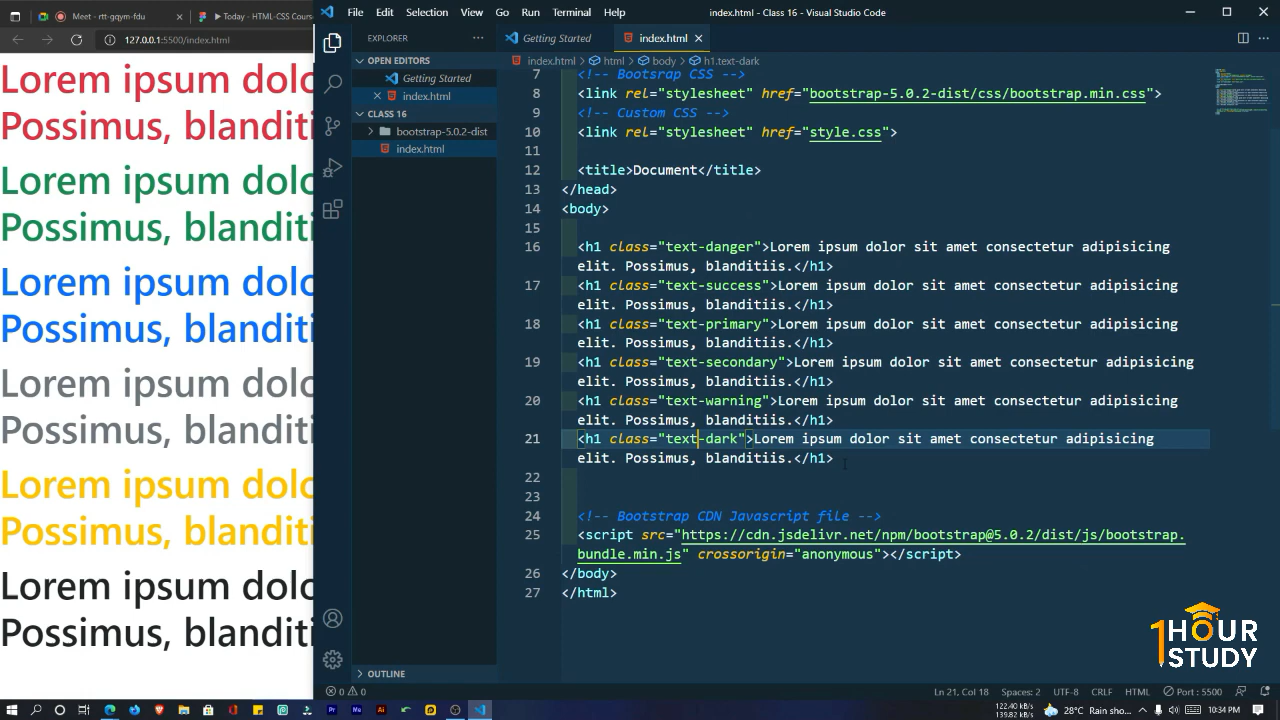 Meet - rtt-gqym-fdu
Today - HTML-CSS Cours
127.0.0.1:5500/index.html
Lorem ipsum dolo
Possimus, blanditi
Lorem ipsum dolo
Possimus, blanditi
Lorem ipsum dolo
Possimus, blanditi
Lorem ipsum dolo
Possimus, blanditi
Lorem ipsum dolo
Possimus, blanditi
Lorem ipsum dolo
Possimus, blanditi
File Edit Selection View Go Run Terminal Help
index.html - Class 16 - Visual Studio Code
EXPLORER
OPEN EDITORS
Getting Started
index.html
CLASS 16
bootstrap-5.0.2-dist
index.html
OUTLINE
Getting Started
index.html
index.html > html > body > h1.text-dark
7 <!-- Bootsrap CSS -->
8 <link rel="stylesheet" href="bootstrap-5.0.2-dist/css/bootstrap.min.css">
9 <!-- Custom CSS -->
10 <link rel="stylesheet" href="style.css">
11
12 <title>Document</title>
13 </head>
14 <body>
15
16 <h1 class="text-danger">Lorem ipsum dolor sit amet consectetur adipisicing
elit. Possimus, blanditiis.</h1>
17 <h1 class="text-success">Lorem ipsum dolor sit amet consectetur adipisicing
elit. Possimus, blanditiis.</h1>
18 <h1 class="text-primary">Lorem ipsum dolor sit amet consectetur adipisicing
elit. Possimus, blanditiis.</h1>
19 <h1 class="text-secondary">Lorem ipsum dolor sit amet consectetur adipisicing
elit. Possimus, blanditiis.</h1>
20 <h1 class="text-warning">Lorem ipsum dolor sit amet consectetur adipisicing
elit. Possimus, blanditiis.</h1>
21 <h1 class="text-dark">Lorem ipsum dolor sit amet consectetur adipisicing
elit. Possimus, blanditiis.</h1>
22
23
24 <!-- Bootstrap CDN Javascript file -->
25 <script src="https://cdn.jsdelivr.net/npm/bootstrap@5.0.2/dist/js/bootstrap.
bundle.min.js" crossorigin="anonymous"></script>
26 </body>
27 </html>
1HOUR
STUDY
0 0
Ln 21, Col 18 Spaces: 2 UTF-8 CRLF HTML Port : 5500
122.40 kB/s
139.82 kB/s
28°C Rain sho...
10:34 PM